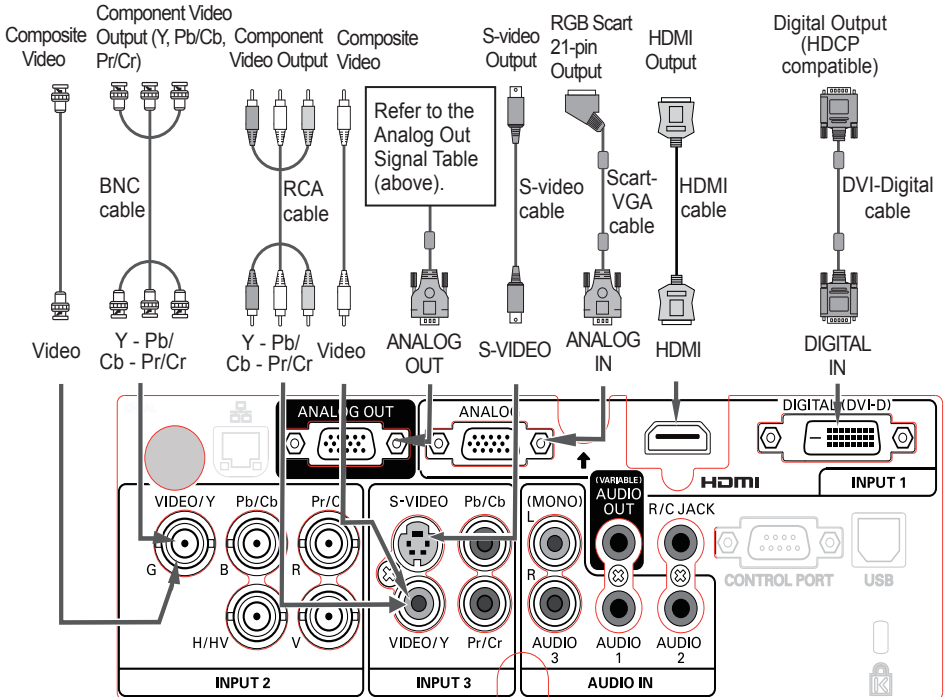 Composite
Video
Component Video
Output (Y, Pb/Cb,
Pr/Cr)
Component
Video Output
Composite
Video
S-video
Output
RGB Scart
21-pin
Output
HDMI
Output
Digital Output
(HDCP
compatible)
Refer to the
Analog Out
Signal Table
(above).
BNC
cable
RCA
cable
S-video
cable
Scart-
VGA
cable
HDMI
cable
DVI-Digital
cable
Video
Y - Pb/
Cb - Pr/Cr
Y - Pb/
Cb - Pr/Cr
Video
ANALOG
OUT
S-VIDEO
ANALOG
IN
HDMI
DIGITAL
IN
ANALOG OUT
ANALOG
HDMI
DIGITAL (DVI-D)
INPUT 1
VIDEO/Y
Pb/Cb
Pr/C
S-VIDEO
Pb/Cb
(MONO)
L
(VARIABLE)
AUDIO
OUT
R/C JACK
G
B
R
R
CONTROL PORT
USB
H/HV
V
VIDEO/Y
Pr/Cr
AUDIO
3
AUDIO
1
AUDIO
2
INPUT 2
INPUT 3
AUDIO IN
K